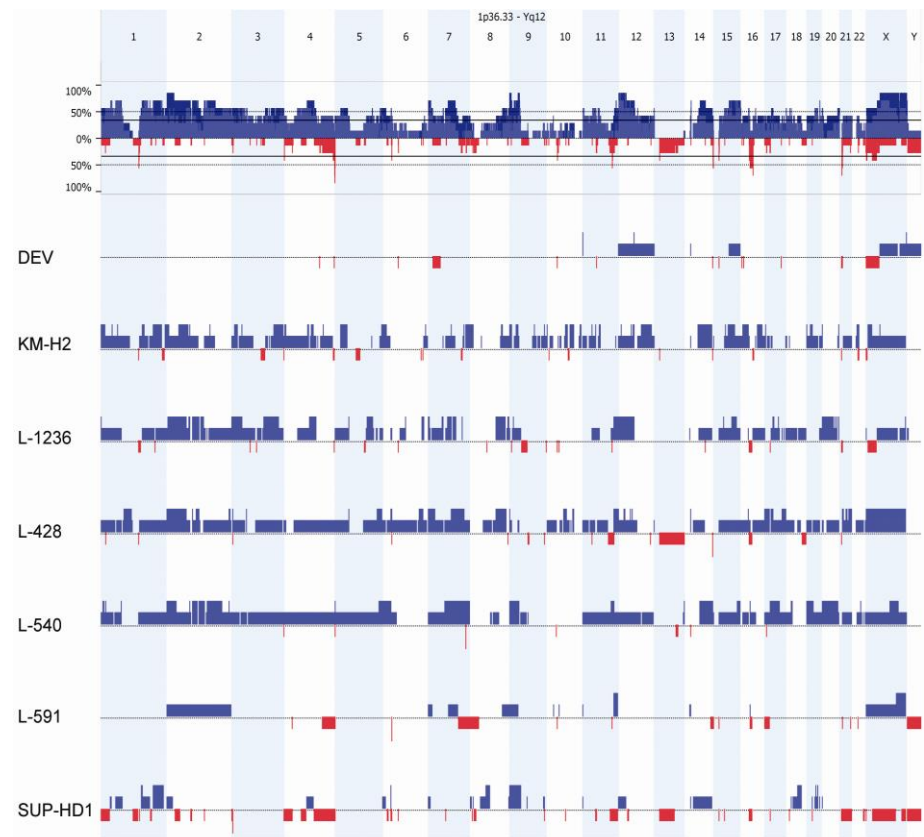 1p36.33 - Yq12
1 2 3 4 5 6 7 8 9 10 11 12 13 14 15 16 17 18 19 20 21 22 X Y
100%
50%
0%
50%
100%
DEV
KM-H2
L-1236
L-428
L-540
L-591
SUP-HD1